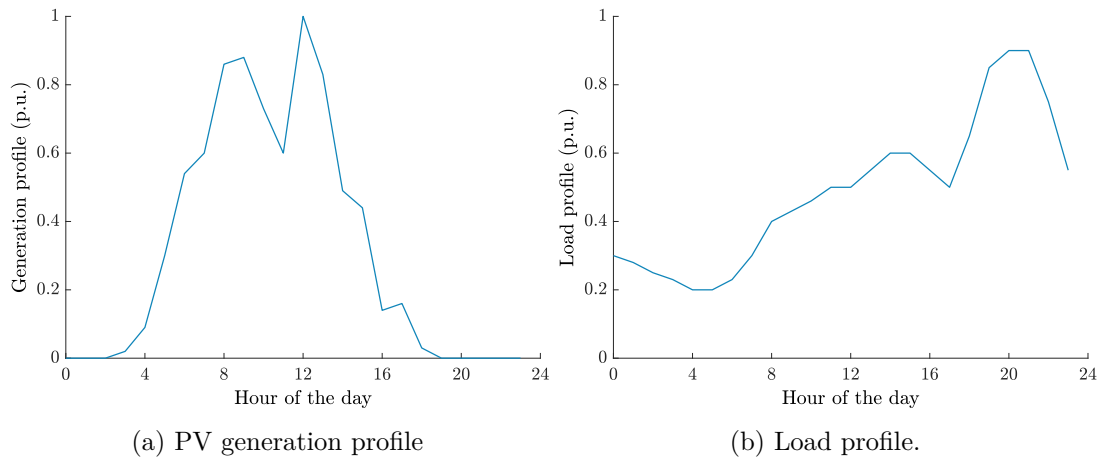 1
0.8
0.6
0.4
0.2
0
Generation profile (p.u.)
0 4 8 12 16 20 24
Hour of the day
(a) PV generation profile
1
0.8
0.6
0.4
0.2
0
Load profile (p.u.)
0 4 8 12 16 20 24
Hour of the day
(b) Load profile.